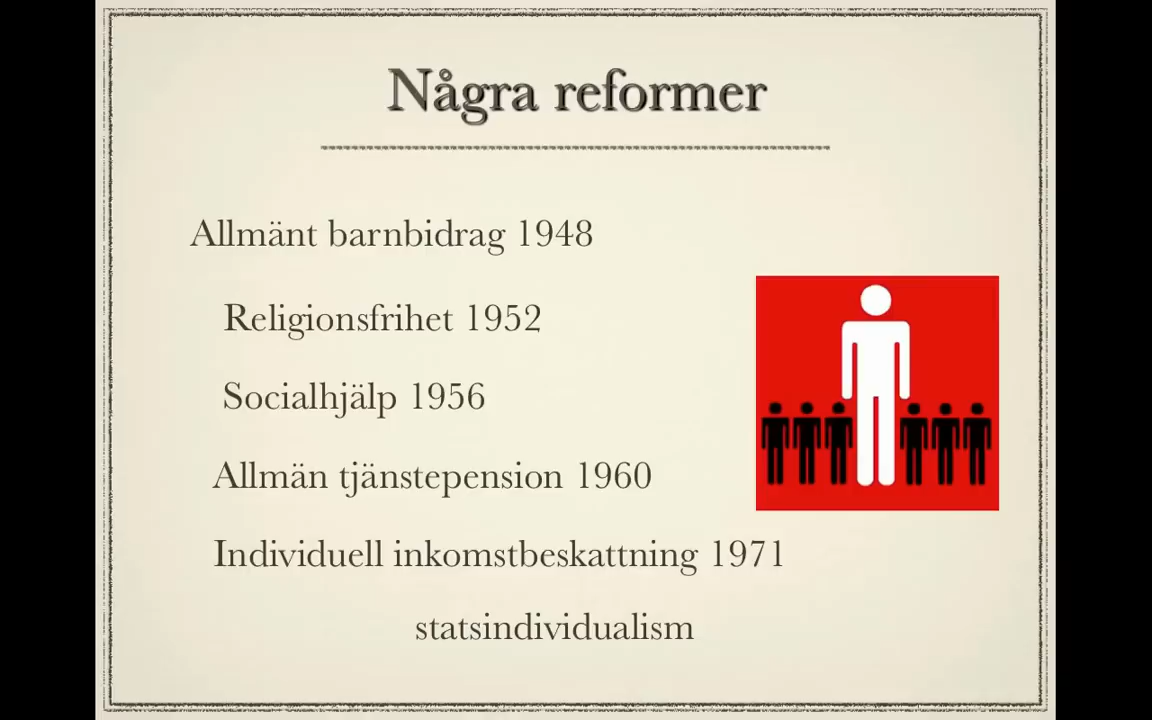 Några reformer
Allmänt barnbidrag 1948
Religionsfrihet 1952
Socialhjälp 1956
Allmän tjänstepension 1960
Individuell inkomstbeskattning 1971
statsindividualism